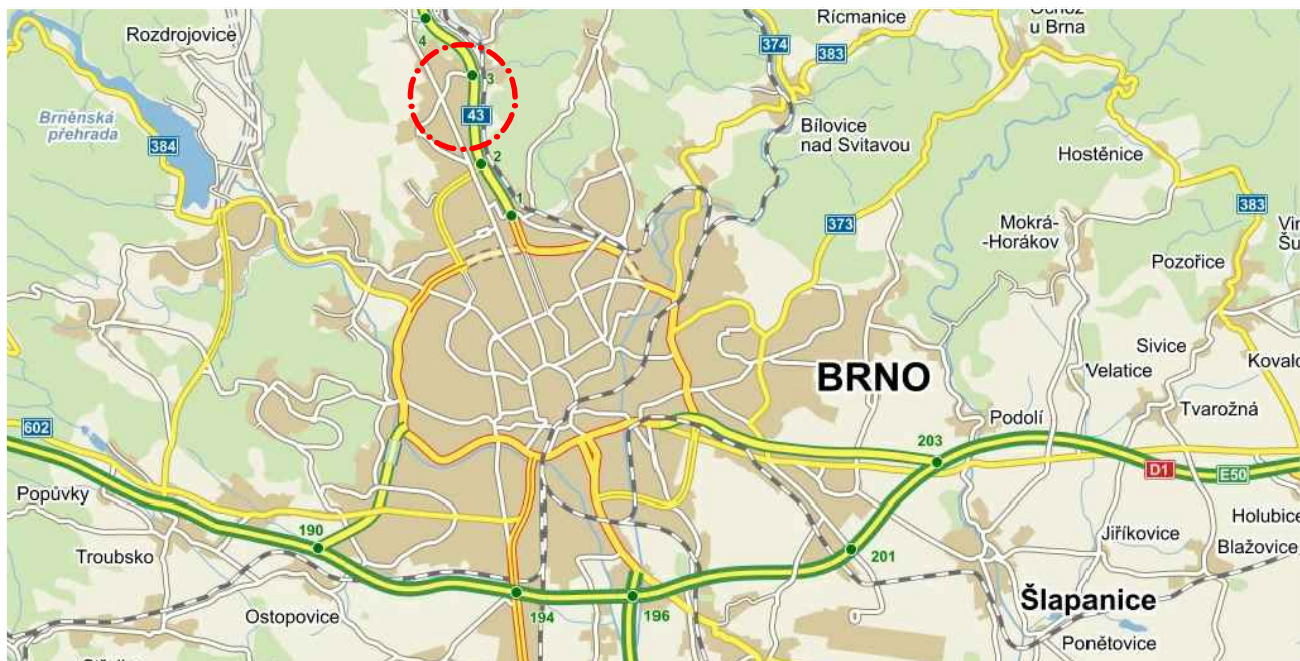 Rozdrojovice
4
3
43
2
1
Brněnská
přehrada
384
Rícmanice
374
383
u Brna
Bílovice
nad Svitavou
Hostěnice
373
383
Mokrá-
-Horákov
Pozořice
BRNO
Sivice
Velatice
Tvarožná
602
Podolí
203
D1
E50
Popůvky
190
Troubsko
Holubice
Jiříkovice
Blažovice
201
Šlapanice
Ostopovice
194
196
Ponětovice